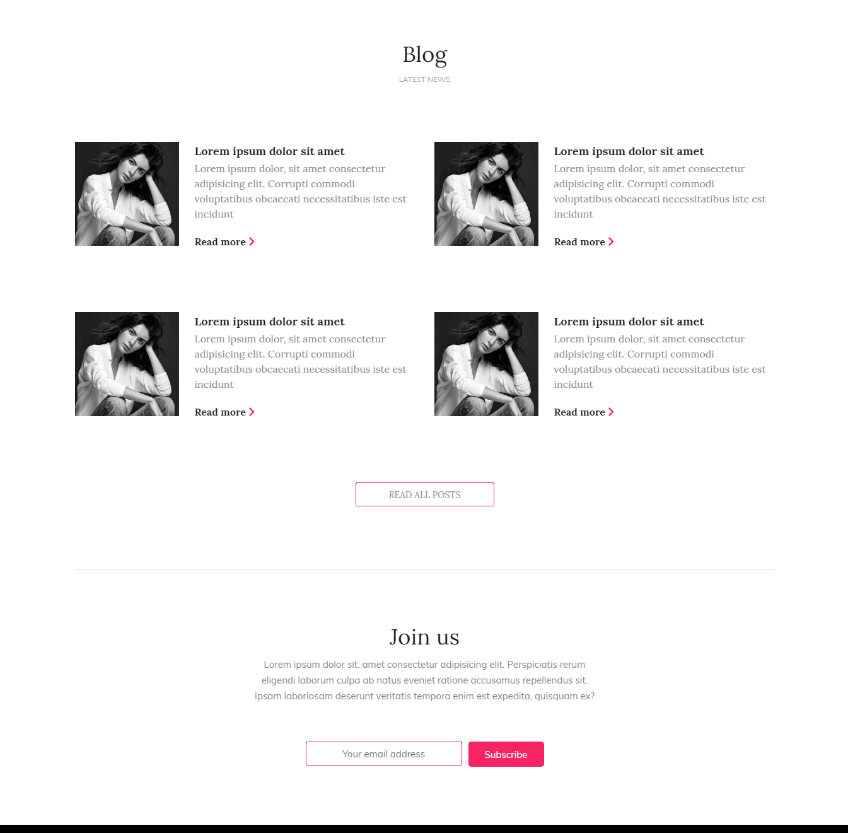 Blog
LATEST NEWS
Lorem ipsum dolor sit amet
Lorem ipsum dolor, sit amet consectetur
adipisicing elit. Corrupti commodi
voluptatibus obcaecati necessitatibus iste est
incidunt
Read more
Lorem ipsum dolor sit amet
Lorem ipsum dolor, sit amet consectetur
adipisicing elit. Corrupti commodi
voluptatibus obcaecati necessitatibus iste est
incidunt
Read more
Lorem ipsum dolor sit amet
Lorem ipsum dolor, sit amet consectetur
adipisicing elit. Corrupti commodi
voluptatibus obcaecati necessitatibus iste est
incidunt
Read more
Lorem ipsum dolor sit amet
Lorem ipsum dolor, sit amet consectetur
adipisicing elit. Corrupti commodi
voluptatibus obcaecati necessitatibus iste est
incidunt
Read more
READ ALL POSTS
Join us
Lorem ipsum dolor sit, amet consectetur adipisicing elit. Perspiciatis rerum
eligendi laborum culpa ab natus eveniet ratione accusamus repellendus sit.
Ipsam laboriosam deserunt veritatis tempora enim est expedita, quisquam ex?
Your email address
Subscribe